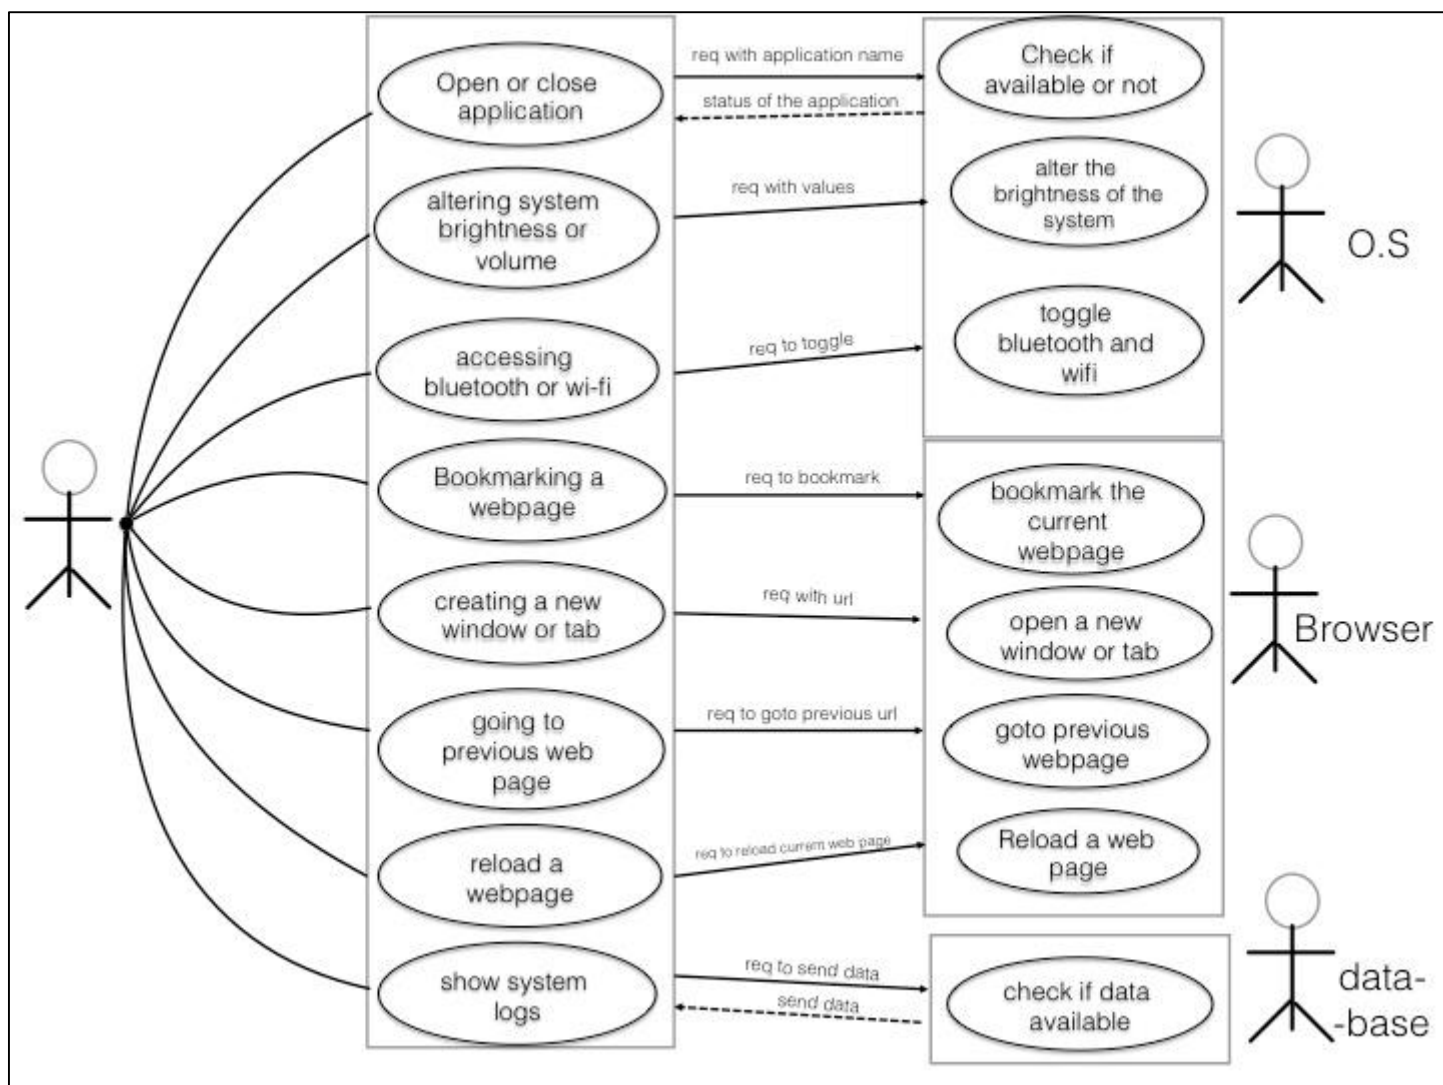 Open or close
application
req with application name
status of the application
Check if
available or not
altering system
brightness or
volume
req with values
alter the
brightness of the
system
O.S
accessing
bluetooth or wi-fi
req to toggle
toggle
bluetooth and
wifi
Bookmarking a
webpage
req to bookmark
bookmark the
current
webpage
creating a new
window or tab
req with url
open a new
window or tab
Browser
going to
previous web
page
req to goto previous url
goto previous
webpage
reload a
webpage
req to reload current web page
Reload a web
page
show system
logs
req to send data
send data
check if data
available
data-
-base